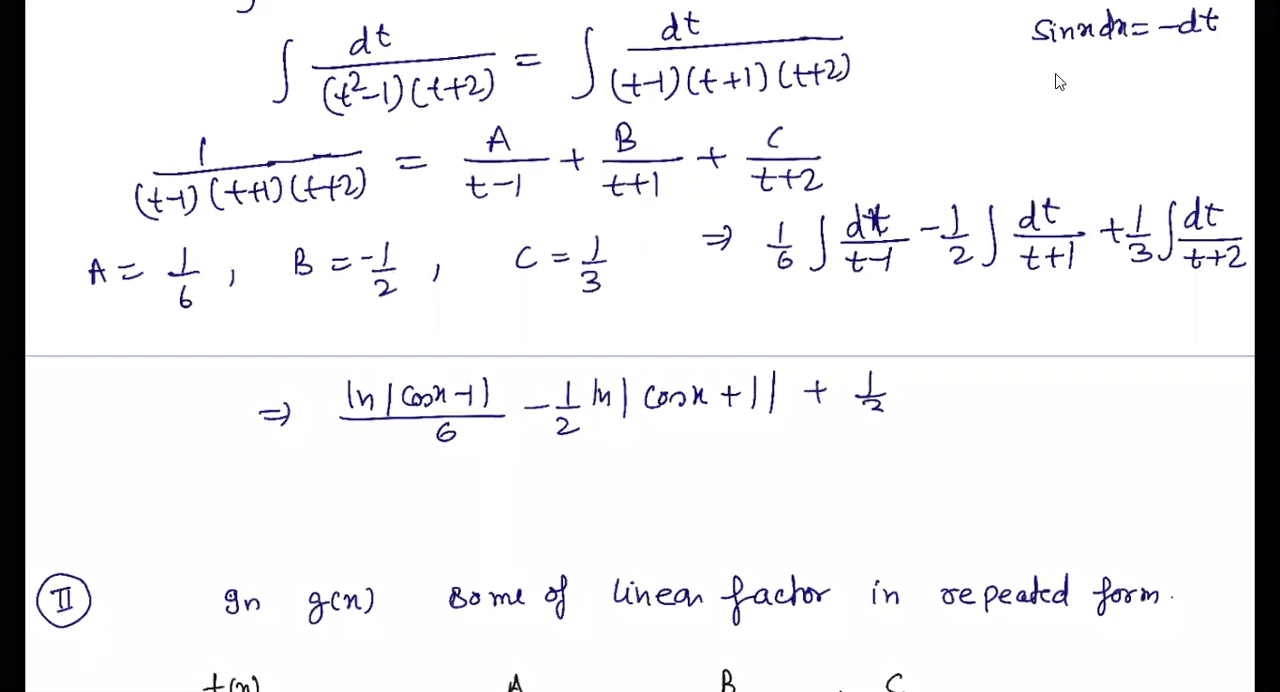 ∫ dt/((t²-1)(t+2)) = ∫ dt/((t-1)(t+1)(t+2))
Sinx dx = -dt
1/((t-1)(t+1)(t+2)) = A/(t-1) + B/(t+1) + C/(t+2)
A = 1/6 , B = -1/2 , C = 1/3
⇒ 1/6 ∫ dt/(t-1) - 1/2 ∫ dt/(t+1) + 1/3 ∫ dt/(t+2)
⇒ ln|Cosx-1|/6 - 1/2 ln|Cosx+1| + 1/2
II In g(x) Some of linear factor in repeated form.
f(x) A B C